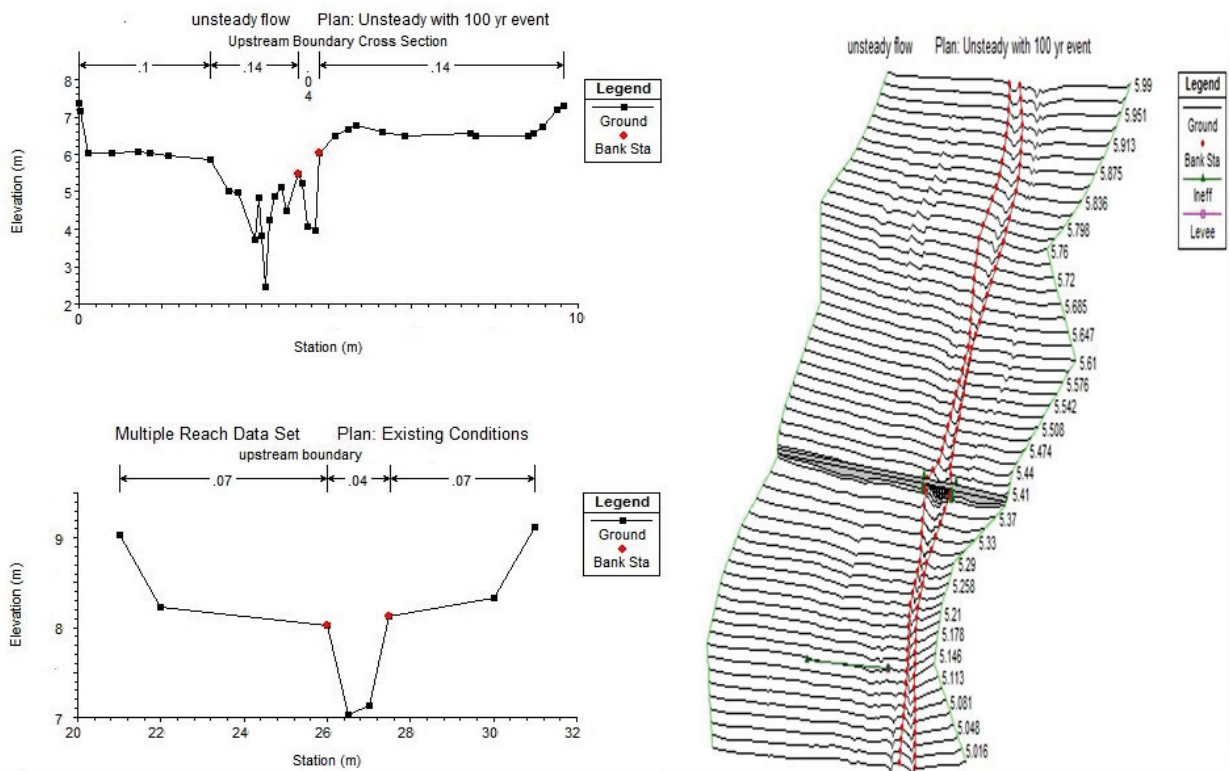 unsteady flow Plan: Unsteady with 100 yr event
Upstream Boundary Cross Section
.1 .14 .04 .14
8
7
6
5
4
3
2
Elevation (m)
0 10
Station (m)
Legend
Ground
Bank Sta
Multiple Reach Data Set Plan: Existing Conditions
upstream boundary
.07 .04 .07
9
8
7
Elevation (m)
20 22 24 26 28 30 32
Station (m)
Legend
Ground
Bank Sta
unsteady flow Plan: Unsteady with 100 yr event
5.99
5.951
5.913
5.875
5.836
5.798
5.76
5.72
5.685
5.647
5.61
5.576
5.542
5.508
5.474
5.44
5.41
5.37
5.33
5.29
5.258
5.21
5.178
5.146
5.113
5.081
5.048
5.016
Legend
Ground
Bank Sta
Ineff
Levee